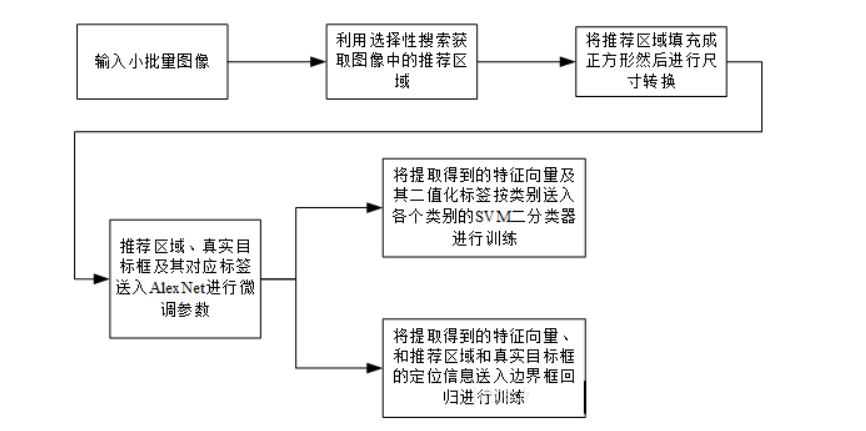 输入小批量图像
利用选择性搜索获
取图像中的推荐区
域
将推荐区域填充成
正方形然后进行尺
寸转换
将提取得到的特征向量及
其二值化标签按类别送入
各个类别的SVM二分类器
进行训练
推荐区域、真实目
标框及其对应标签
送入AlexNet进行微
调参数
将提取得到的特征向量、
和推荐区域和真实目标框
的定位信息送入边界框回
归进行训练